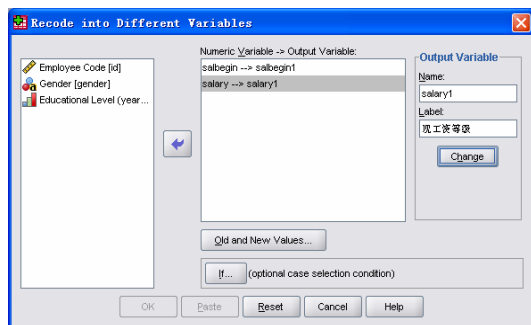 Recode into Different Variables
Employee Code [id]
Gender [gender]
Educational Level (year...
Numeric Variable -> Output Variable:
salbegin --> salbegin1
salary --> salary1
Output Variable
Name:
salary1
Label:
现工资等级
Change
Old and New Values...
If...
(optional case selection condition)
OK
Paste
Reset
Cancel
Help